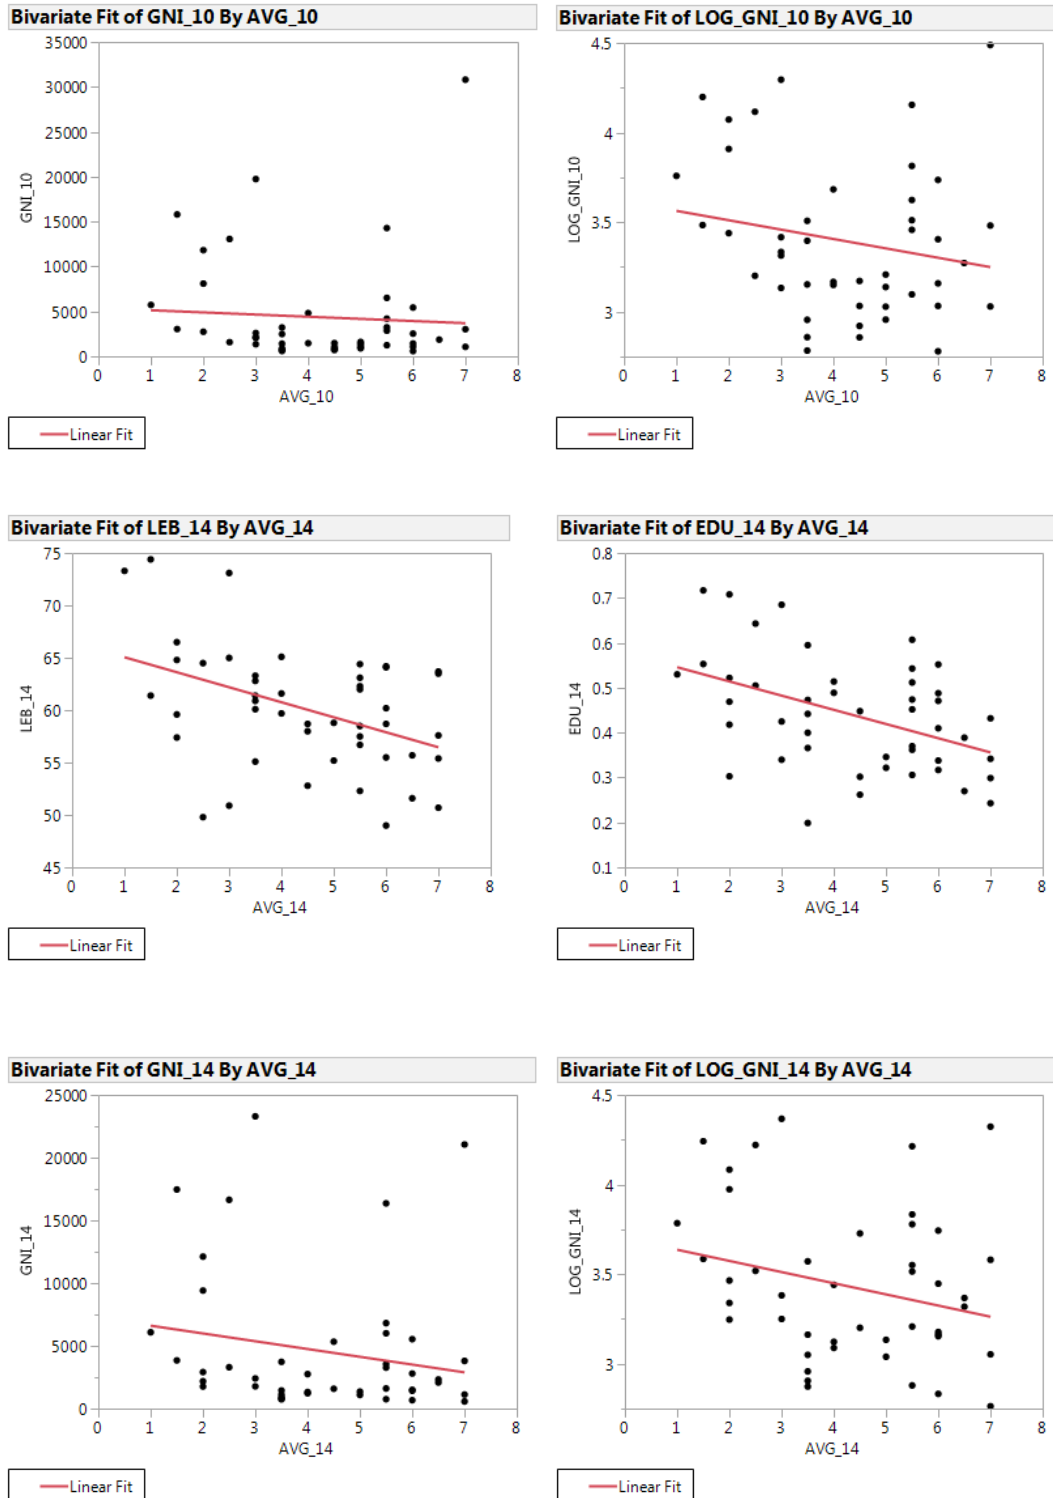 Bivariate Fit of GNI_10 By AVG_10
35000
30000
25000
20000
15000
10000
5000
0
GNI_10
0 1 2 3 4 5 6 7 8
AVG_10
Linear Fit
Bivariate Fit of LOG_GNI_10 By AVG_10
4.5
4
3.5
3
LOG_GNI_10
0 1 2 3 4 5 6 7 8
AVG_10
Linear Fit
Bivariate Fit of LEB_14 By AVG_14
75
70
65
60
55
50
45
LEB_14
0 1 2 3 4 5 6 7 8
AVG_14
Linear Fit
Bivariate Fit of EDU_14 By AVG_14
0.8
0.7
0.6
0.5
0.4
0.3
0.2
0.1
EDU_14
0 1 2 3 4 5 6 7 8
AVG_14
Linear Fit
Bivariate Fit of GNI_14 By AVG_14
25000
20000
15000
10000
5000
0
GNI_14
0 1 2 3 4 5 6 7 8
AVG_14
Linear Fit
Bivariate Fit of LOG_GNI_14 By AVG_14
4.5
4
3.5
3
LOG_GNI_14
0 1 2 3 4 5 6 7 8
AVG_14
Linear Fit